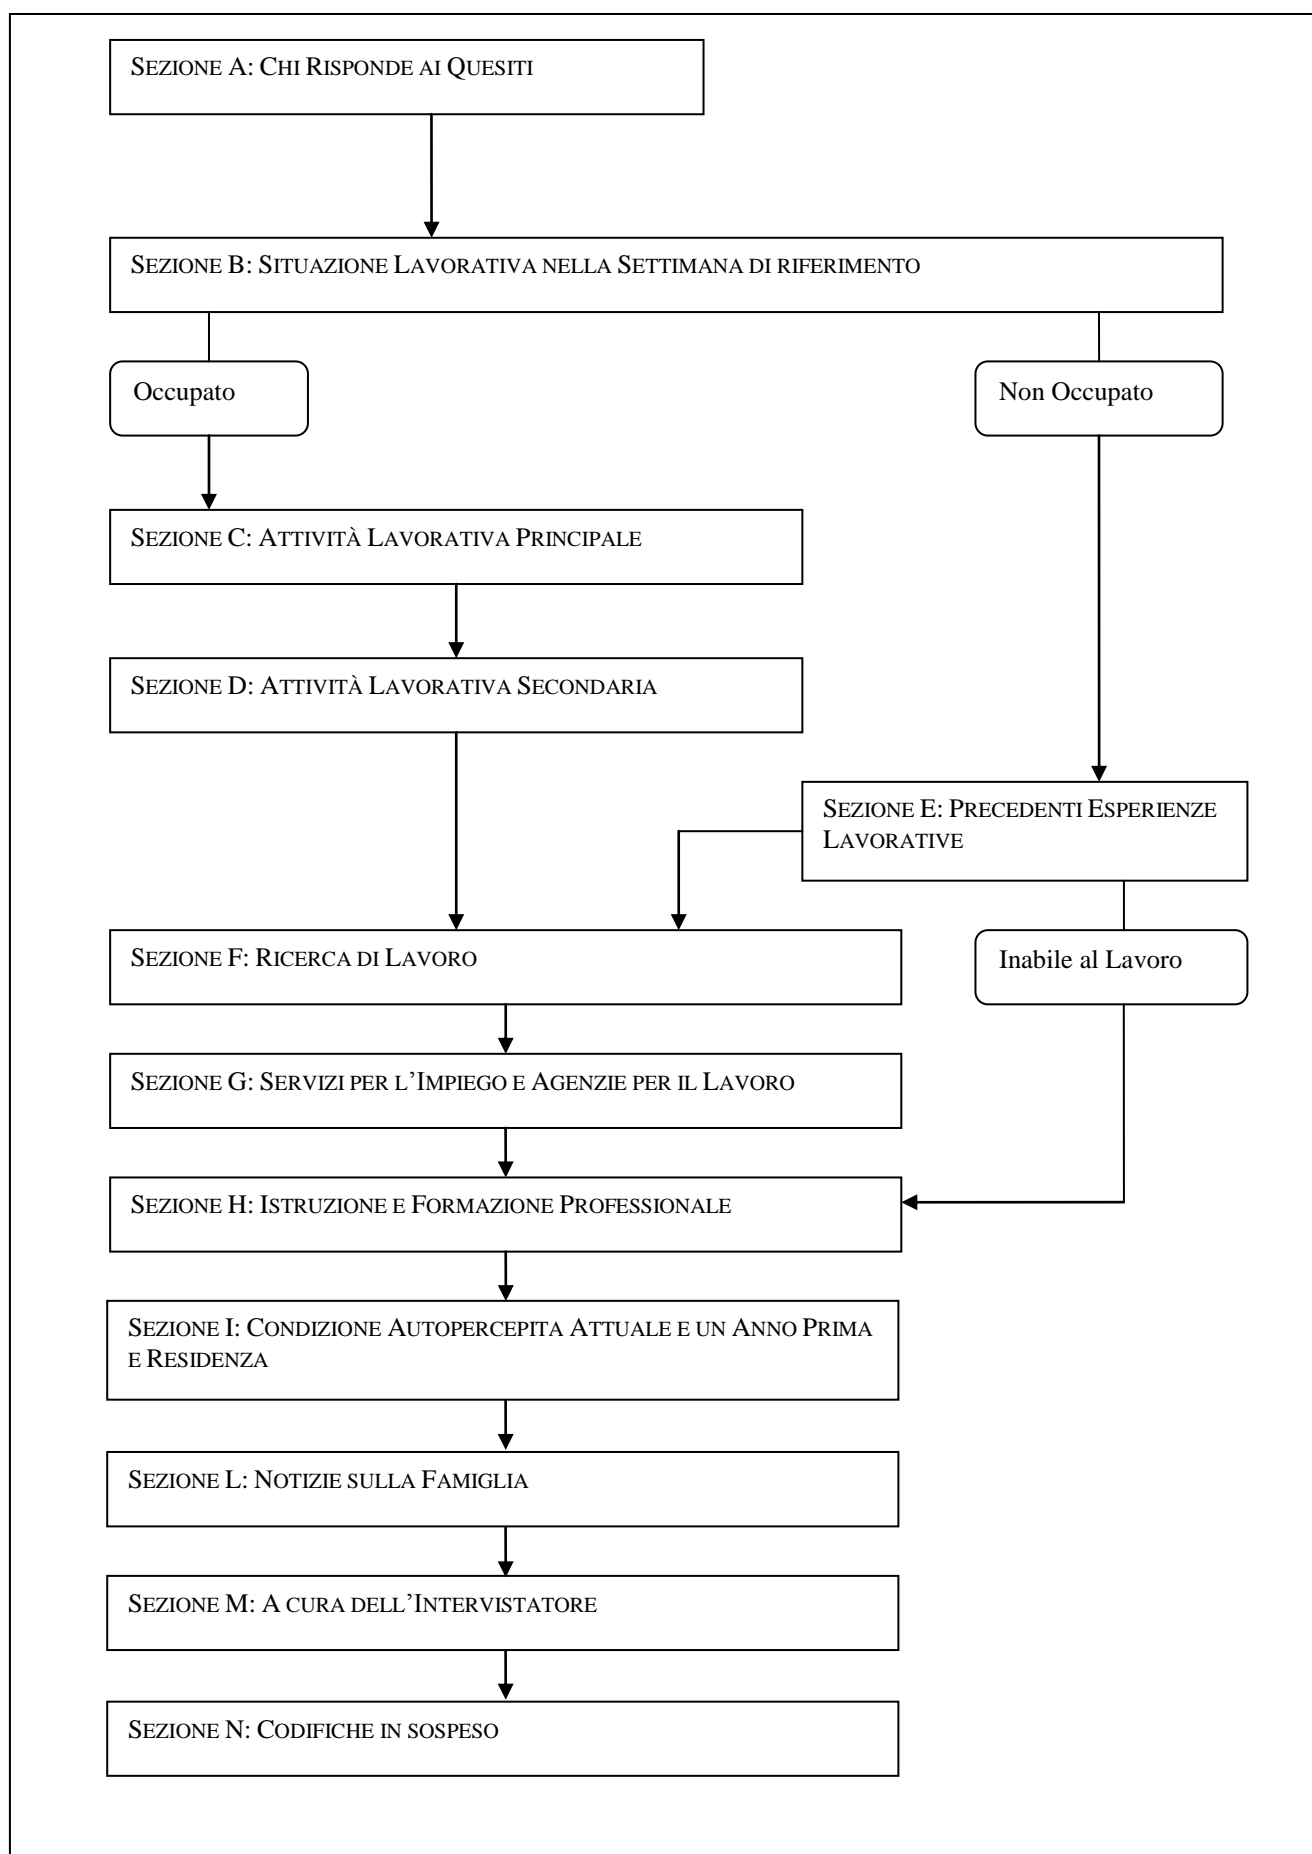 SEZIONE A: CHI RISPONDE AI QUESITI
SEZIONE B: SITUAZIONE LAVORATIVA NELLA SETTIMANA DI RIFERIMENTO
Occupato
Non Occupato
SEZIONE C: ATTIVITÀ LAVORATIVA PRINCIPALE
SEZIONE D: ATTIVITÀ LAVORATIVA SECONDARIA
SEZIONE E: PRECEDENTI ESPERIENZE
LAVORATIVE
SEZIONE F: RICERCA DI LAVORO
Inabile al Lavoro
SEZIONE G: SERVIZI PER L’IMPIEGO E AGENZIE PER IL LAVORO
SEZIONE H: ISTRUZIONE E FORMAZIONE PROFESSIONALE
SEZIONE I: CONDIZIONE AUTOPERCEPITA ATTUALE E UN ANNO PRIMA
E RESIDENZA
SEZIONE L: NOTIZIE SULLA FAMIGLIA
SEZIONE M: A CURA DELL’INTERVISTATORE
SEZIONE N: CODIFICHE IN SOSPESO